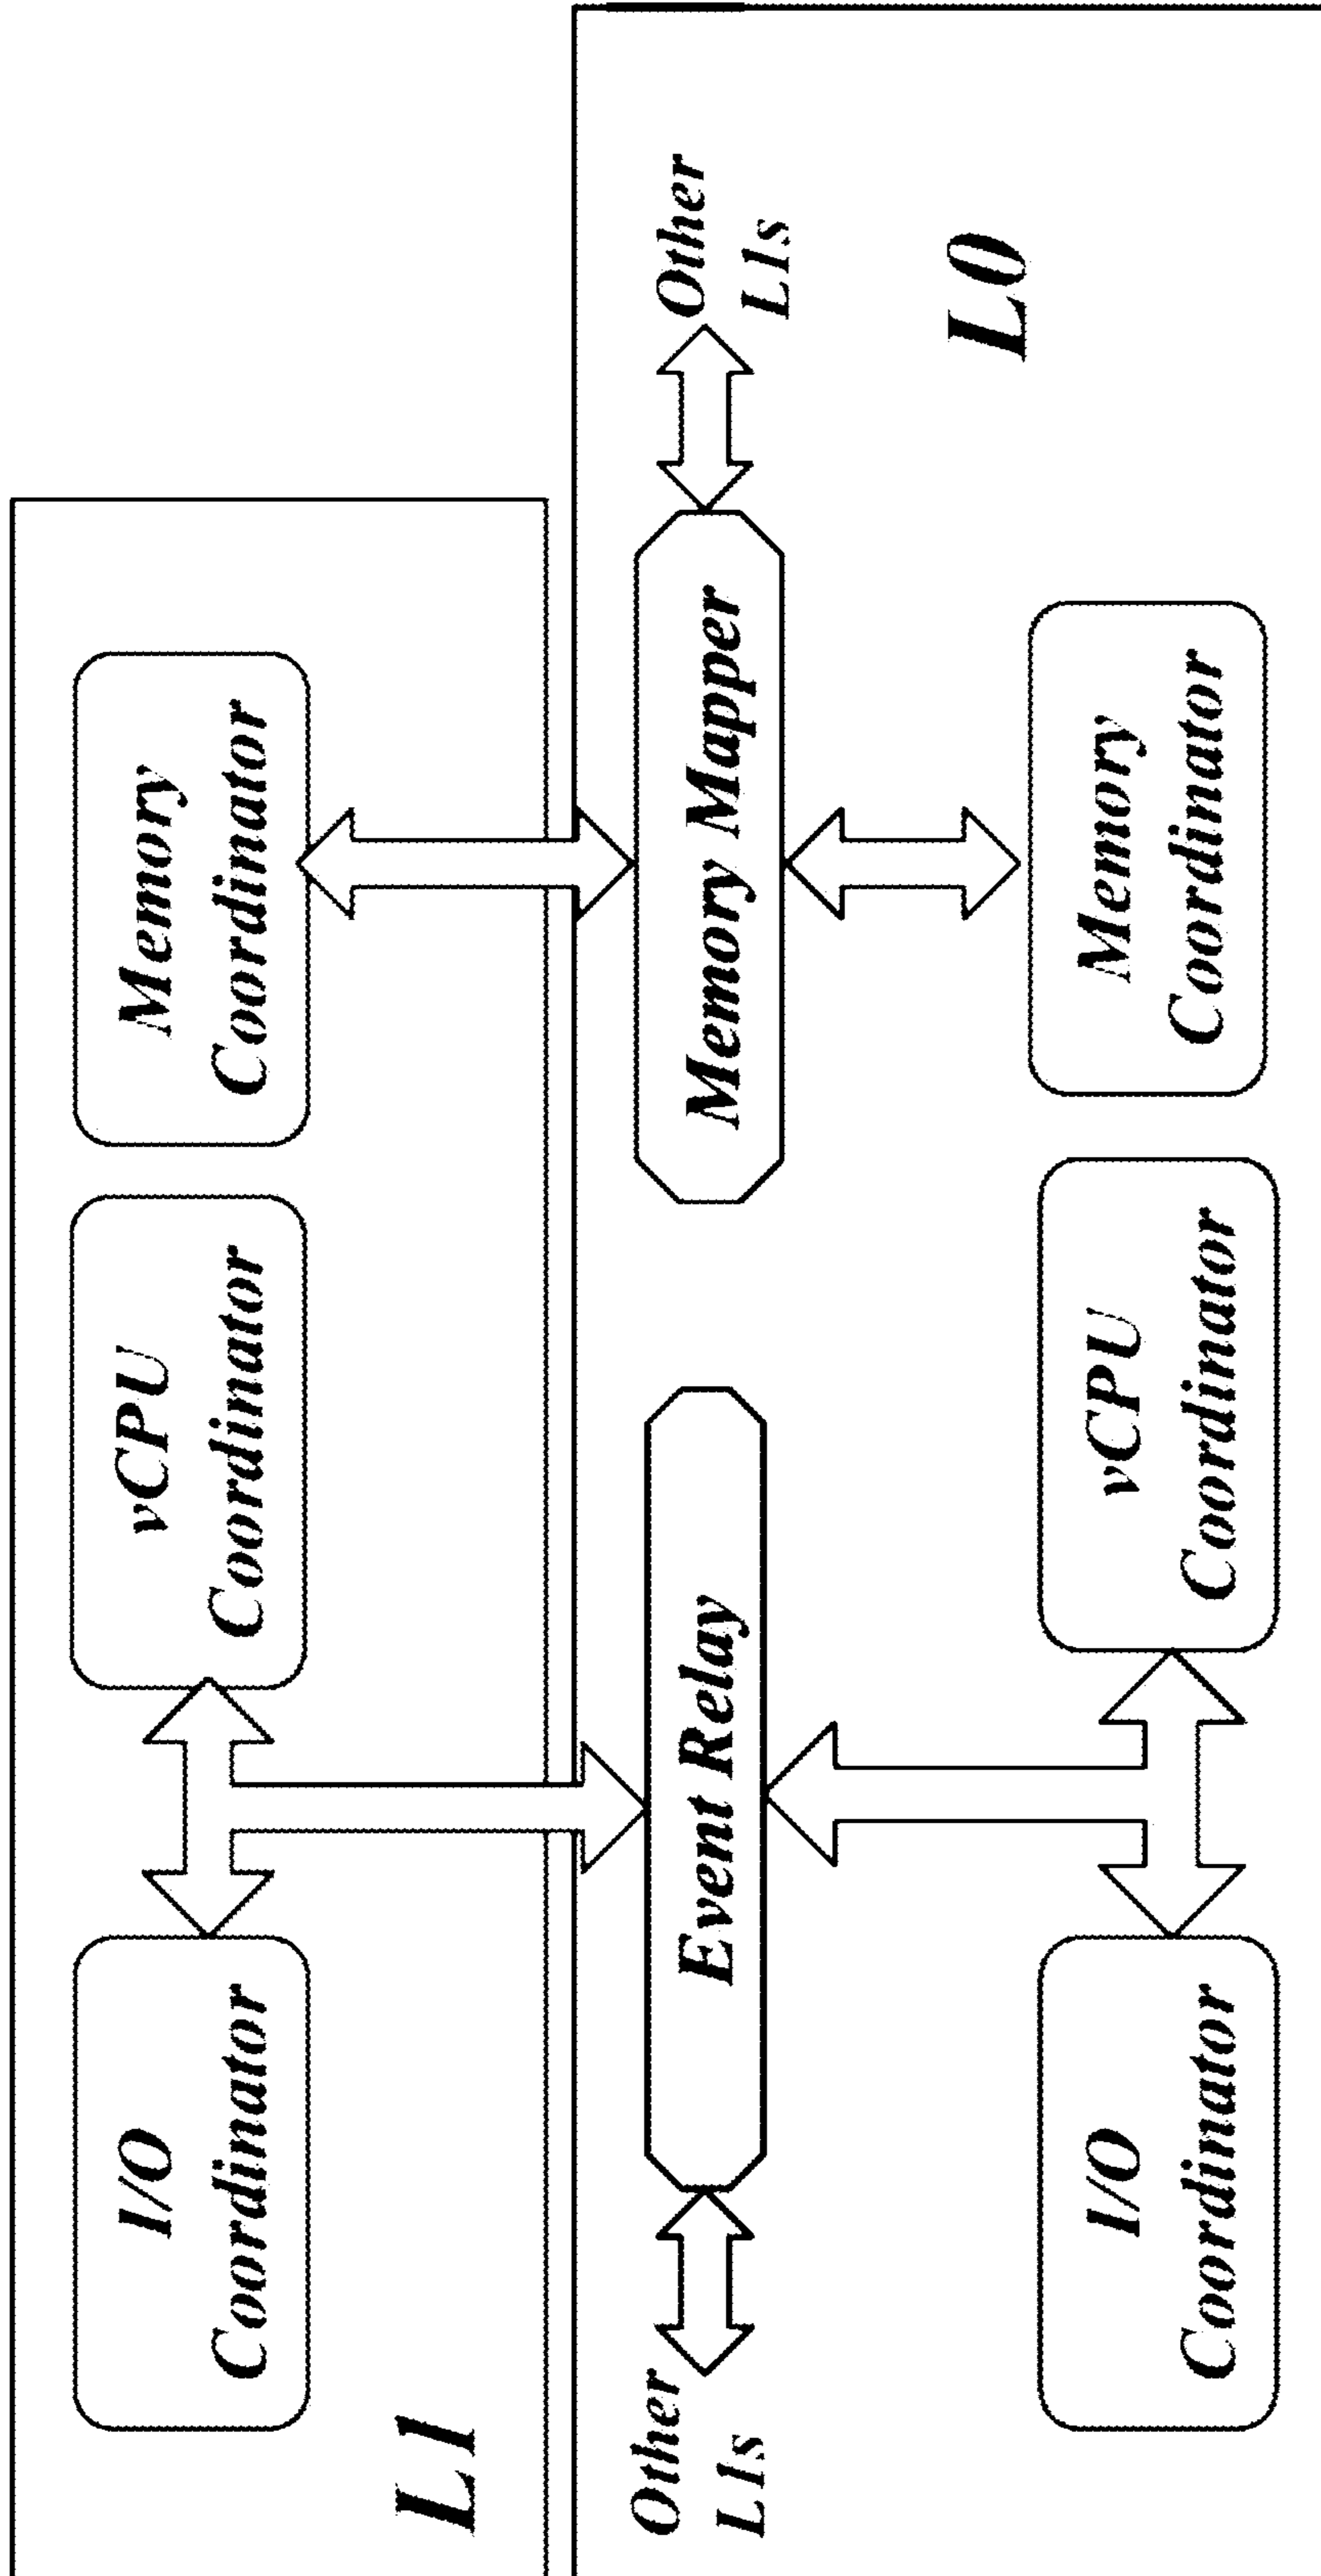 I/O
Coordinator
vCPU
Coordinator
Memory
Coordinator
L1
Other
L1s
Event Relay
Memory Mapper
Other
L1s
L0
I/O
Coordinator
vCPU
Coordinator
Memory
Coordinator